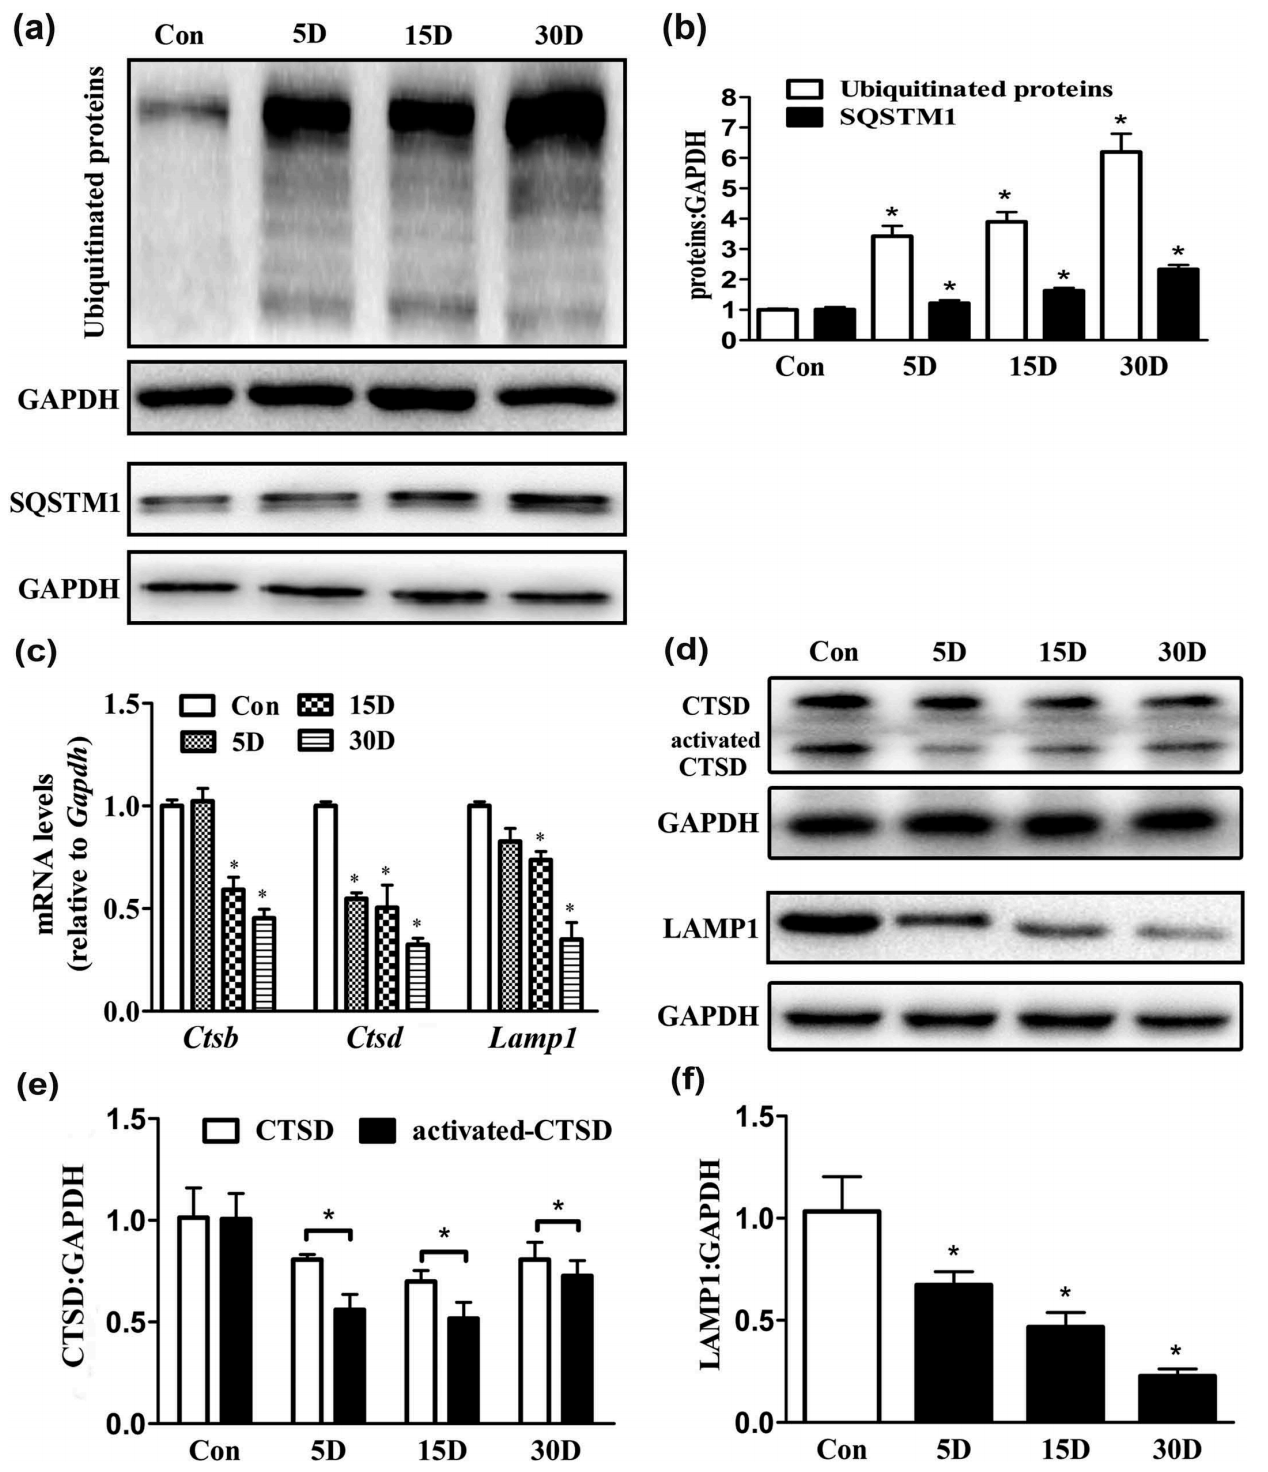 (a)
Con 5D 15D 30D
Ubiquitinated proteins
GAPDH
SQSTM1
GAPDH
(b)
Ubiquitinated proteins
SQSTM1
proteins:GAPDH
8
7
6
5
4
3
2
1
0
* * * * * *
Con 5D 15D 30D
(c)
Con 15D
5D 30D
mRNA levels
(relative to Gapdh)
1.5
1.0
0.5
0.0
* * * * * * *
Ctsb Ctsd Lamp1
(d)
Con 5D 15D 30D
CTSD
activated
CTSD
GAPDH
LAMP1
GAPDH
(e)
CTSD activated-CTSD
CTSD:GAPDH
1.5
1.0
0.5
0.0
* * *
Con 5D 15D 30D
(f)
LAMP1:GAPDH
1.5
1.0
0.5
0.0
* * *
Con 5D 15D 30D